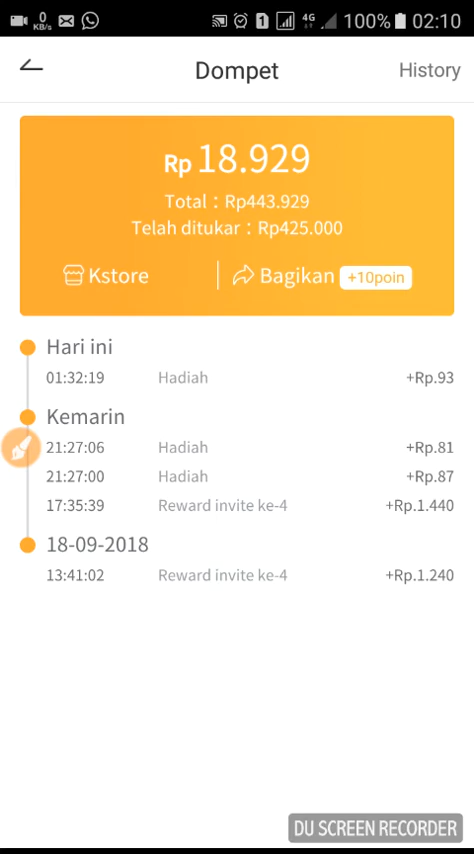 0 KB/s 1 4G 100% 02:10
Dompet History
Rp 18.929
Total : Rp443.929
Telah ditukar : Rp425.000
Kstore Bagikan +10poin
Hari ini
01:32:19 Hadiah +Rp.93
Kemarin
21:27:06 Hadiah +Rp.81
21:27:00 Hadiah +Rp.87
17:35:39 Reward invite ke-4 +Rp.1.440
18-09-2018
13:41:02 Reward invite ke-4 +Rp.1.240
DU SCREEN RECORDER